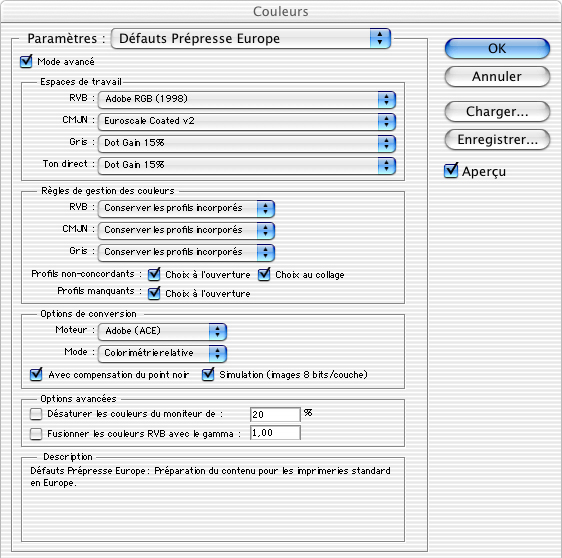 Couleurs
Paramètres : Défauts Prépresse Europe
OK
Mode avancé
Annuler
Espaces de travail
RVB : Adobe RGB (1998)
Charger...
CMJN : Euroscale Coated v2
Enregistrer...
Gris : Dot Gain 15%
Ton direct : Dot Gain 15%
Aperçu
Règles de gestion des couleurs
RVB : Conserver les profils incorporés
CMJN : Conserver les profils incorporés
Gris : Conserver les profils incorporés
Profils non-concordants : Choix à l'ouverture Choix au collage
Profils manquants : Choix à l'ouverture
Options de conversion
Moteur : Adobe (ACE)
Mode : Colorimétrie relative
Avec compensation du point noir Simulation (images 8 bits/couche)
Options avancées
Désaturer les couleurs du moniteur de : 20 %
Fusionner les couleurs RVB avec le gamma : 1,00
Description
Défauts Prépresse Europe : Préparation du contenu pour les imprimeries standard
en Europe.